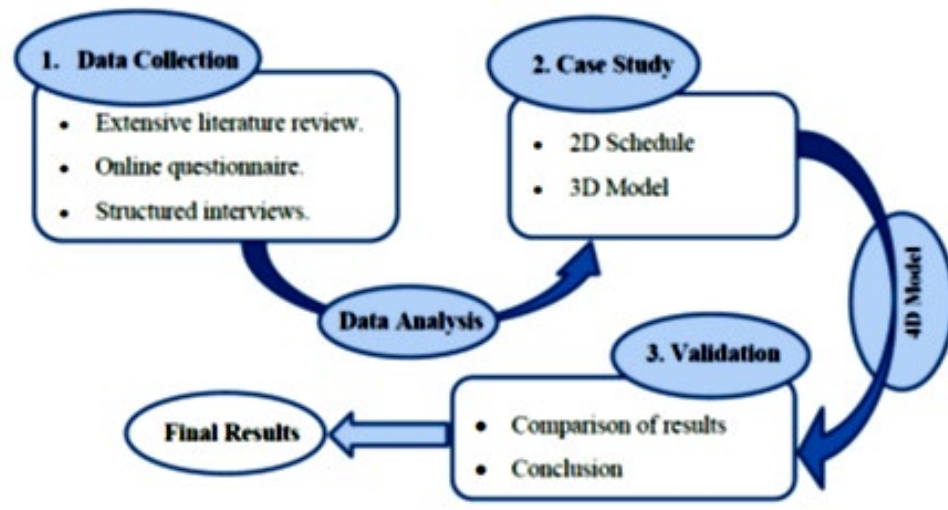 1. Data Collection
• Extensive literature review.
• Online questionnaire.
• Structured interviews.
Data Analysis
2. Case Study
• 2D Schedule
• 3D Model
4D Model
3. Validation
• Comparison of results
• Conclusion
Final Results